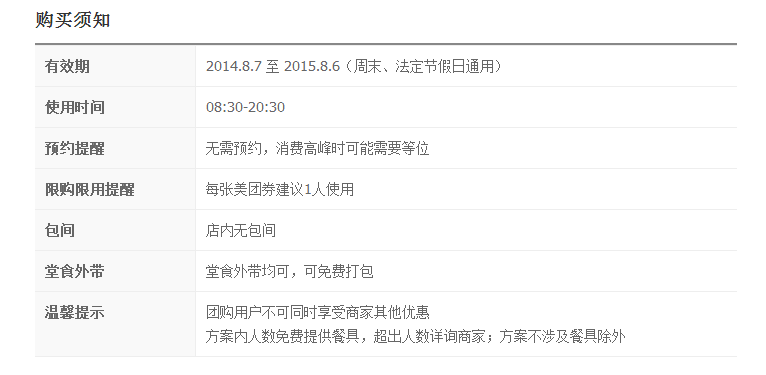 购买须知
有效期 2014.8.7 至 2015.8.6（周末、法定节假日通用）
使用时间 08:30-20:30
预约提醒 无需预约，消费高峰时可能需要等位
限购限用提醒 每张美团券建议1人使用
包间 店内无包间
堂食外带 堂食外带均可，可免费打包
温馨提示 团购用户不可同时享受商家其他优惠
方案内人数免费提供餐具，超出人数详询商家；方案不涉及餐具除外